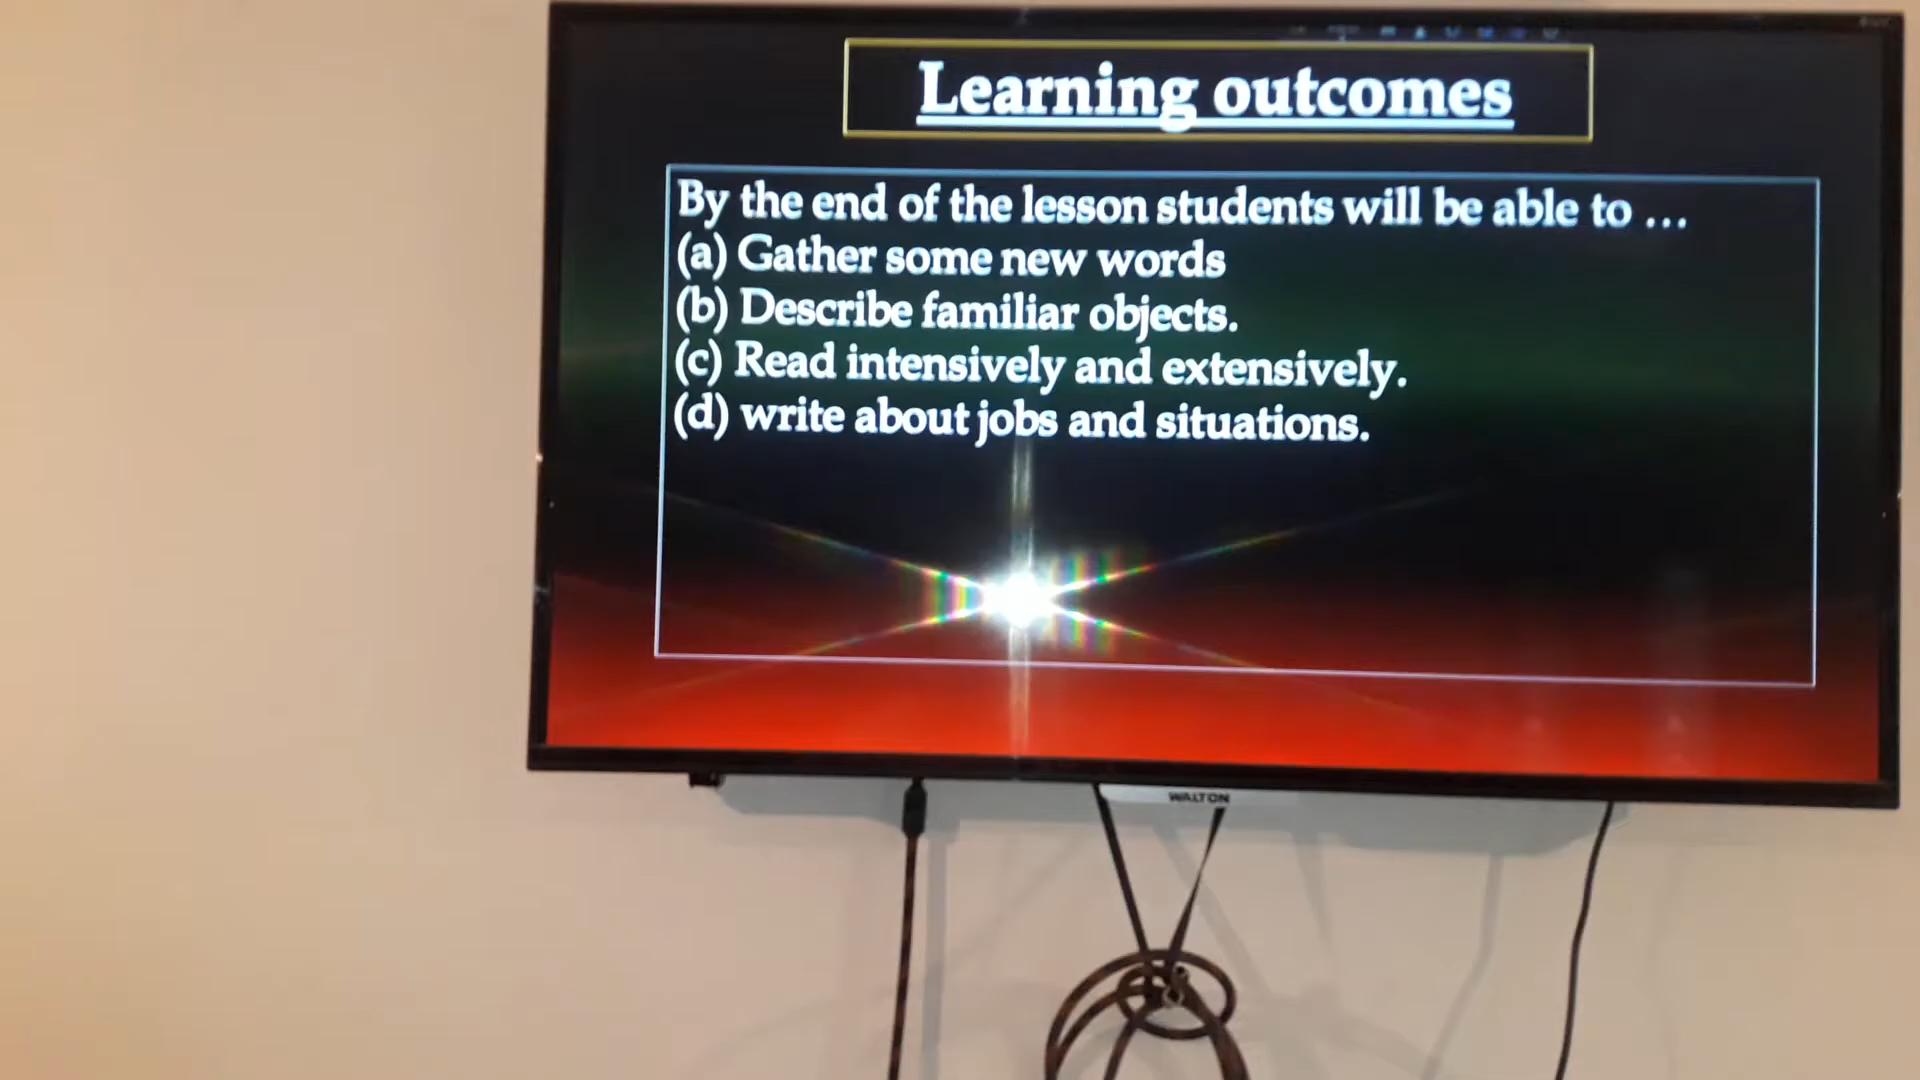 Learning outcomes
By the end of the lesson students will be able to ...
(a) Gather some new words
(b) Describe familiar objects.
(c) Read intensively and extensively.
(d) write about jobs and situations.
WALTON